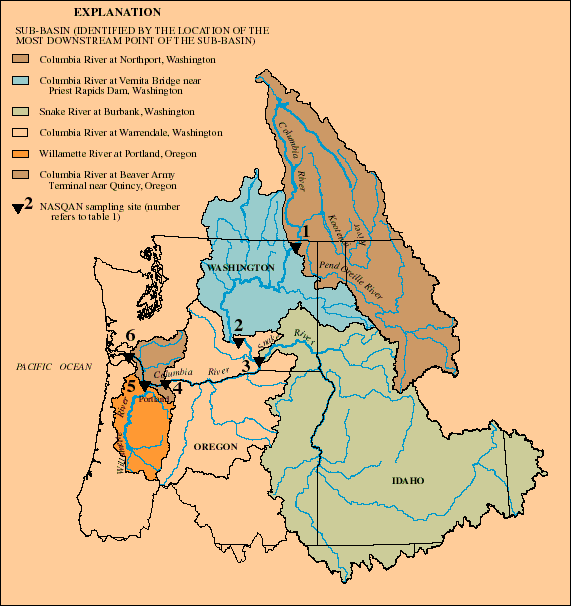 EXPLANATION
SUB-BASIN (IDENTIFIED BY THE LOCATION OF THE
MOST DOWNSTREAM POINT OF THE SUB-BASIN)
Columbia River at Northport, Washington
Columbia River at Vernita Bridge near
Priest Rapids Dam, Washington
Snake River at Burbank, Washington
Columbia River at Warrendale, Washington
Willamette River at Portland, Oregon
Columbia River at Beaver Army
Terminal near Quincy, Oregon
2 NASQAN sampling site (number
refers to table 1)
Columbia River
Kootenay River
1
Pend Oreille River
WASHINGTON
2
Snake River
6
3
PACIFIC OCEAN
Columbia River
5
4
Portland
Willamette River
OREGON
IDAHO